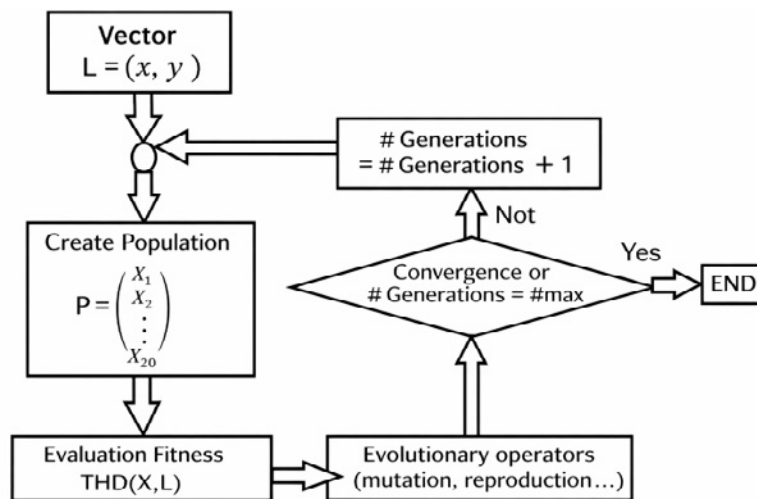 Vector
L = (x, y )
# Generations
= # Generations + 1
Not
Create Population
P =
X1
X2
⋮
X20
Convergence or
# Generations = #max
Yes
END
Evaluation Fitness
THD(X,L)
Evolutionary operators
(mutation, reproduction...)